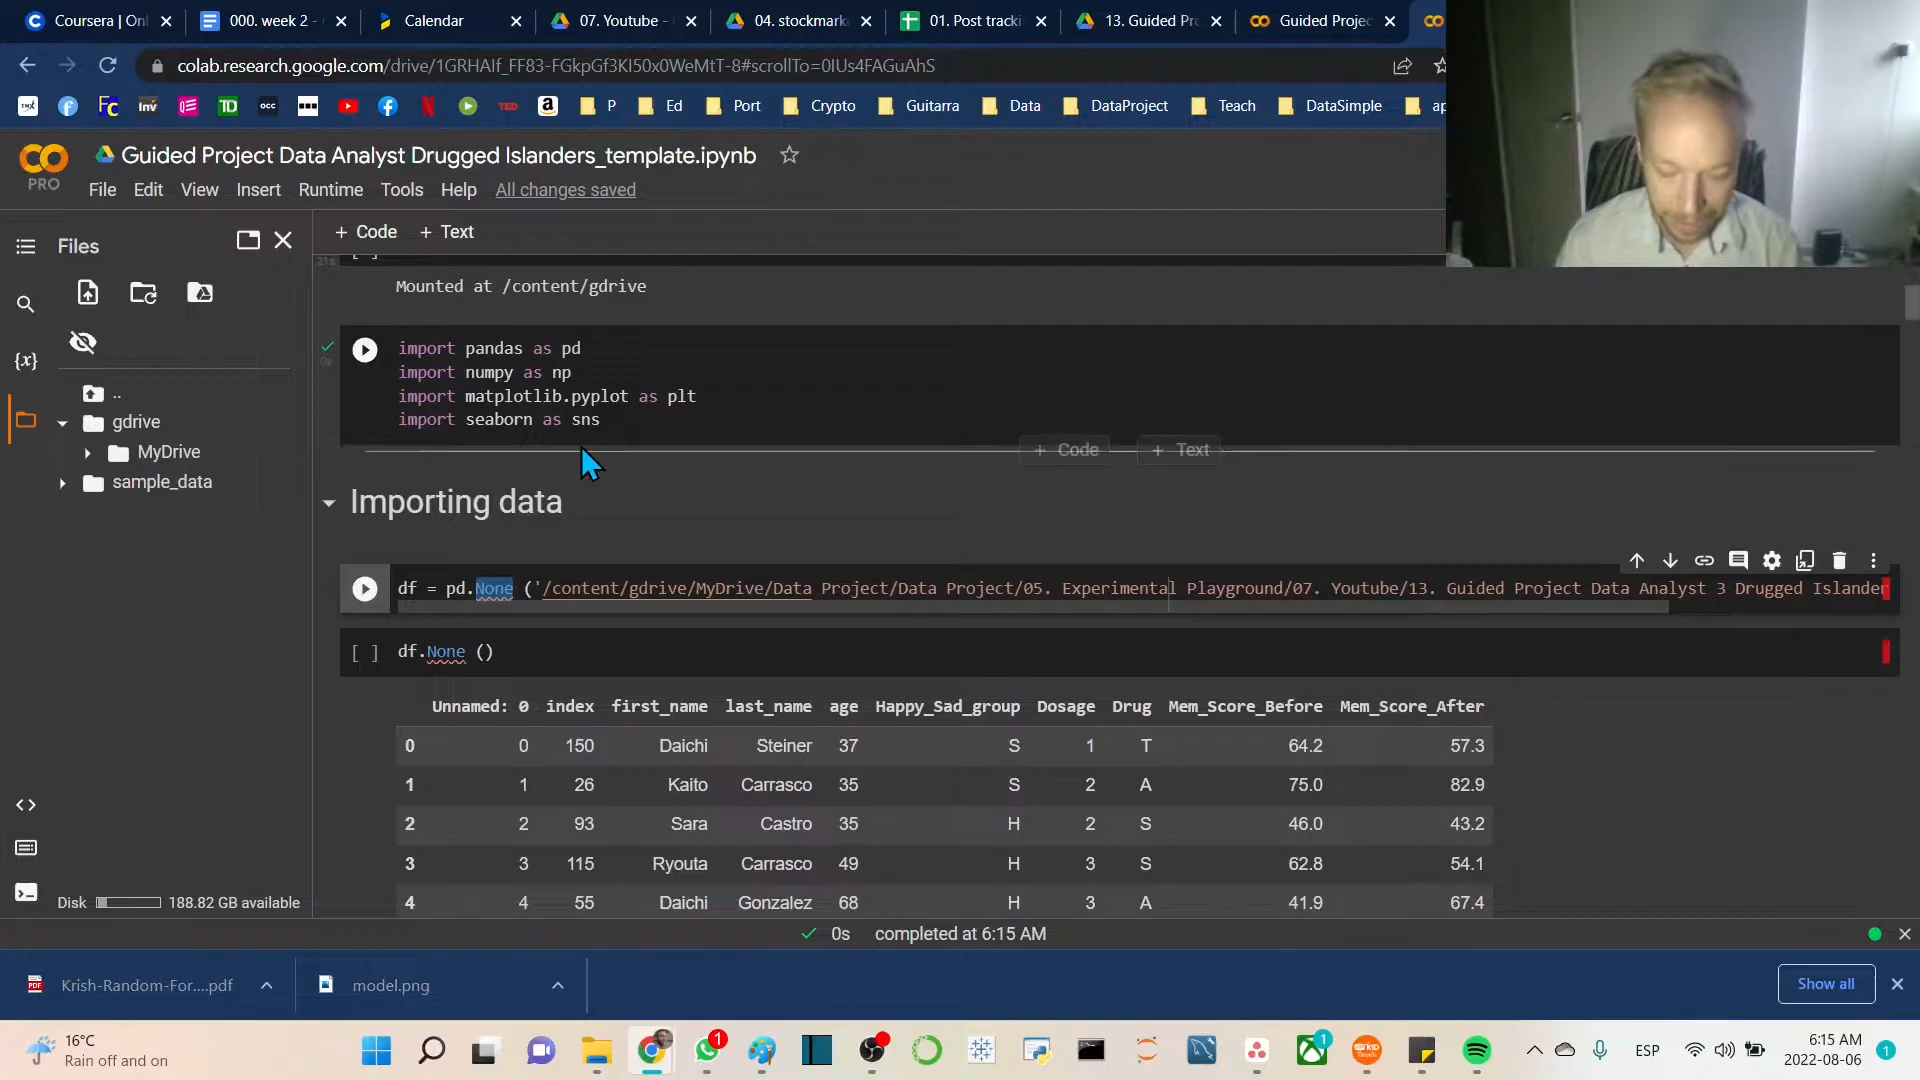 Coursera | Onl
000. week 2 -
Calendar
07. Youtube -
04. stockmark
01. Post tracki
13. Guided Pro
Guided Projec
colab.research.google.com/drive/1GRHAIf_FF83-FGkpGf3KI50x0WeMtT-8#scrollTo=0IUs4FAGuAhS
P
Ed
Port
Crypto
Guitarra
Data
DataProject
Teach
DataSimple
ap
PRO
Guided Project Data Analyst Drugged Islanders_template.ipynb
File
Edit
View
Insert
Runtime
Tools
Help
All changes saved
Files
+ Code
+ Text
21s
Mounted at /content/gdrive
0s
import pandas as pd
import numpy as np
import matplotlib.pyplot as plt
import seaborn as sns
+ Code
+ Text
..
gdrive
MyDrive
sample_data
Importing data
df = pd.None ('/content/gdrive/MyDrive/Data Project/Data Project/05. Experimental Playground/07. Youtube/13. Guided Project Data Analyst 3 Drugged Islander
[ ] df.None ()
Unnamed: 0 index first_name last_name age Happy_Sad_group Dosage Drug Mem_Score_Before Mem_Score_After
0 0 150 Daichi Steiner 37 S 1 T 64.2 57.3
1 1 26 Kaito Carrasco 35 S 2 A 75.0 82.9
2 2 93 Sara Castro 35 H 2 S 46.0 43.2
3 3 115 Ryouta Carrasco 49 H 3 S 62.8 54.1
4 4 55 Daichi Gonzalez 68 H 3 A 41.9 67.4
Disk 188.82 GB available
0s completed at 6:15 AM
Krish-Random-For....pdf
model.png
Show all
16°C
Rain off and on
ESP
6:15 AM
2022-08-06